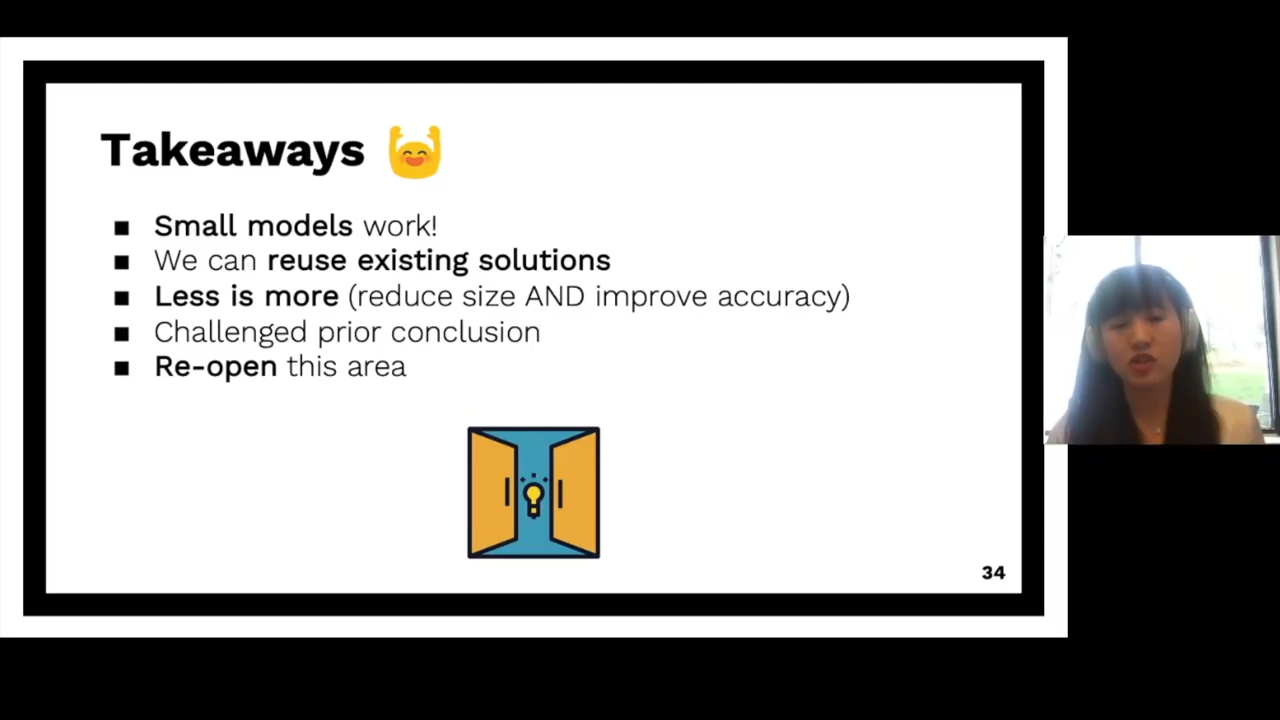 Takeaways
Small models work!
We can reuse existing solutions
Less is more (reduce size AND improve accuracy)
Challenged prior conclusion
Re-open this area
34